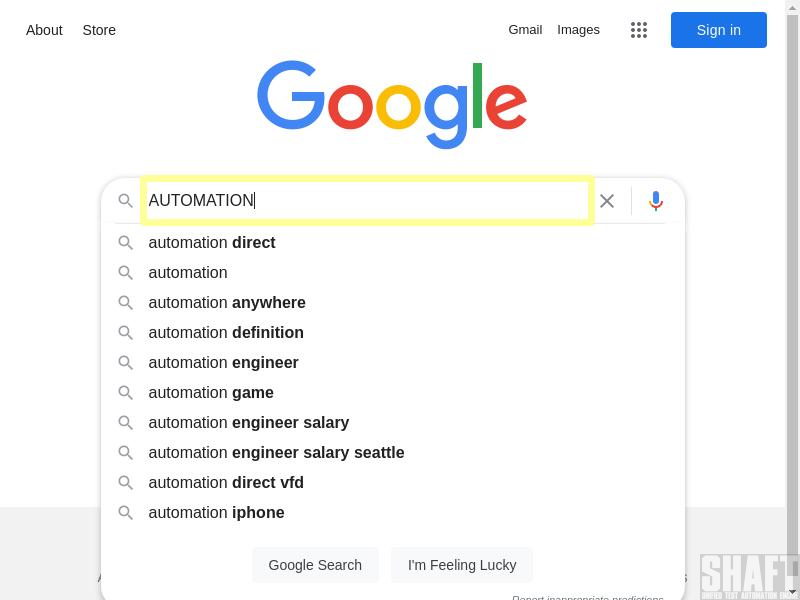 About Store Gmail Images Sign in
Google
AUTOMATION
automation direct
automation
automation anywhere
automation definition
automation engineer
automation game
automation engineer salary
automation engineer salary seattle
automation direct vfd
automation iphone
Google Search I'm Feeling Lucky
Report inappropriate predictions
SHAFT